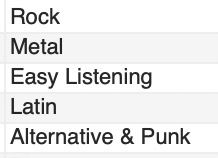 Rock
Metal
Easy Listening
Latin
Alternative & Punk